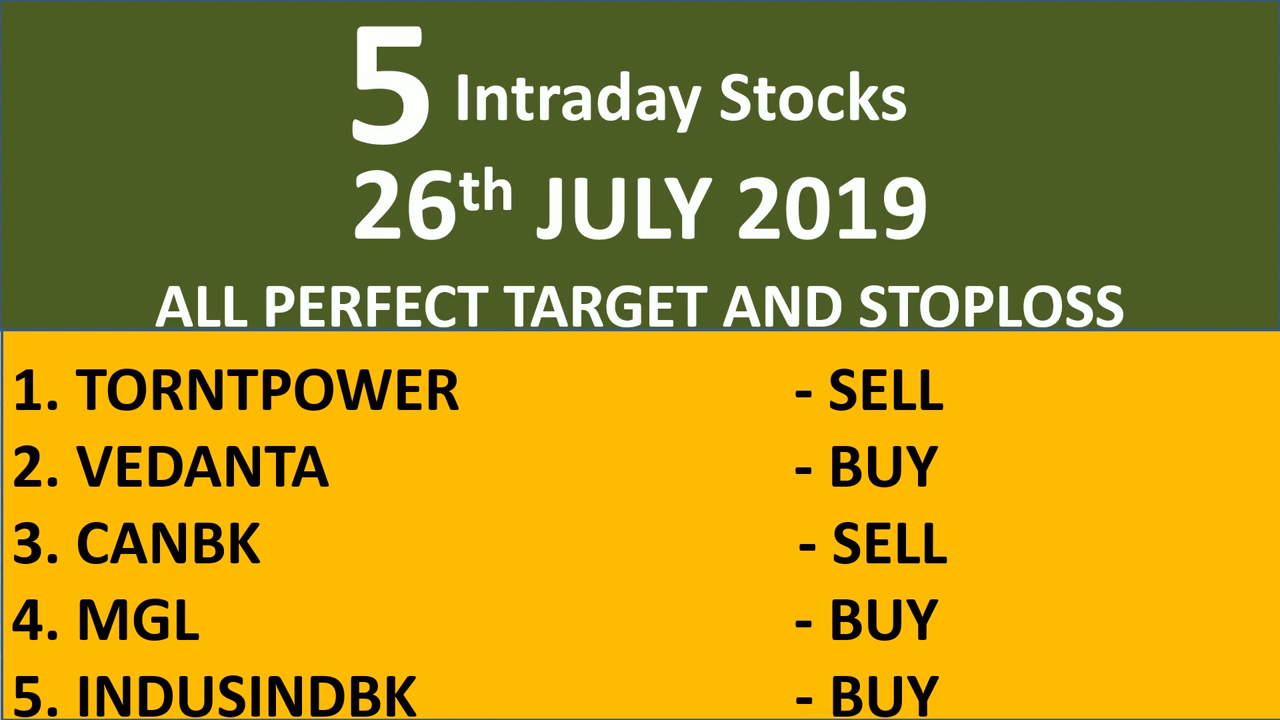 5 Intraday Stocks
26th JULY 2019
ALL PERFECT TARGET AND STOPLOSS
1. TORNTPOWER - SELL
2. VEDANTA - BUY
3. CANBK - SELL
4. MGL - BUY
5. INDUSINDBK - BUY